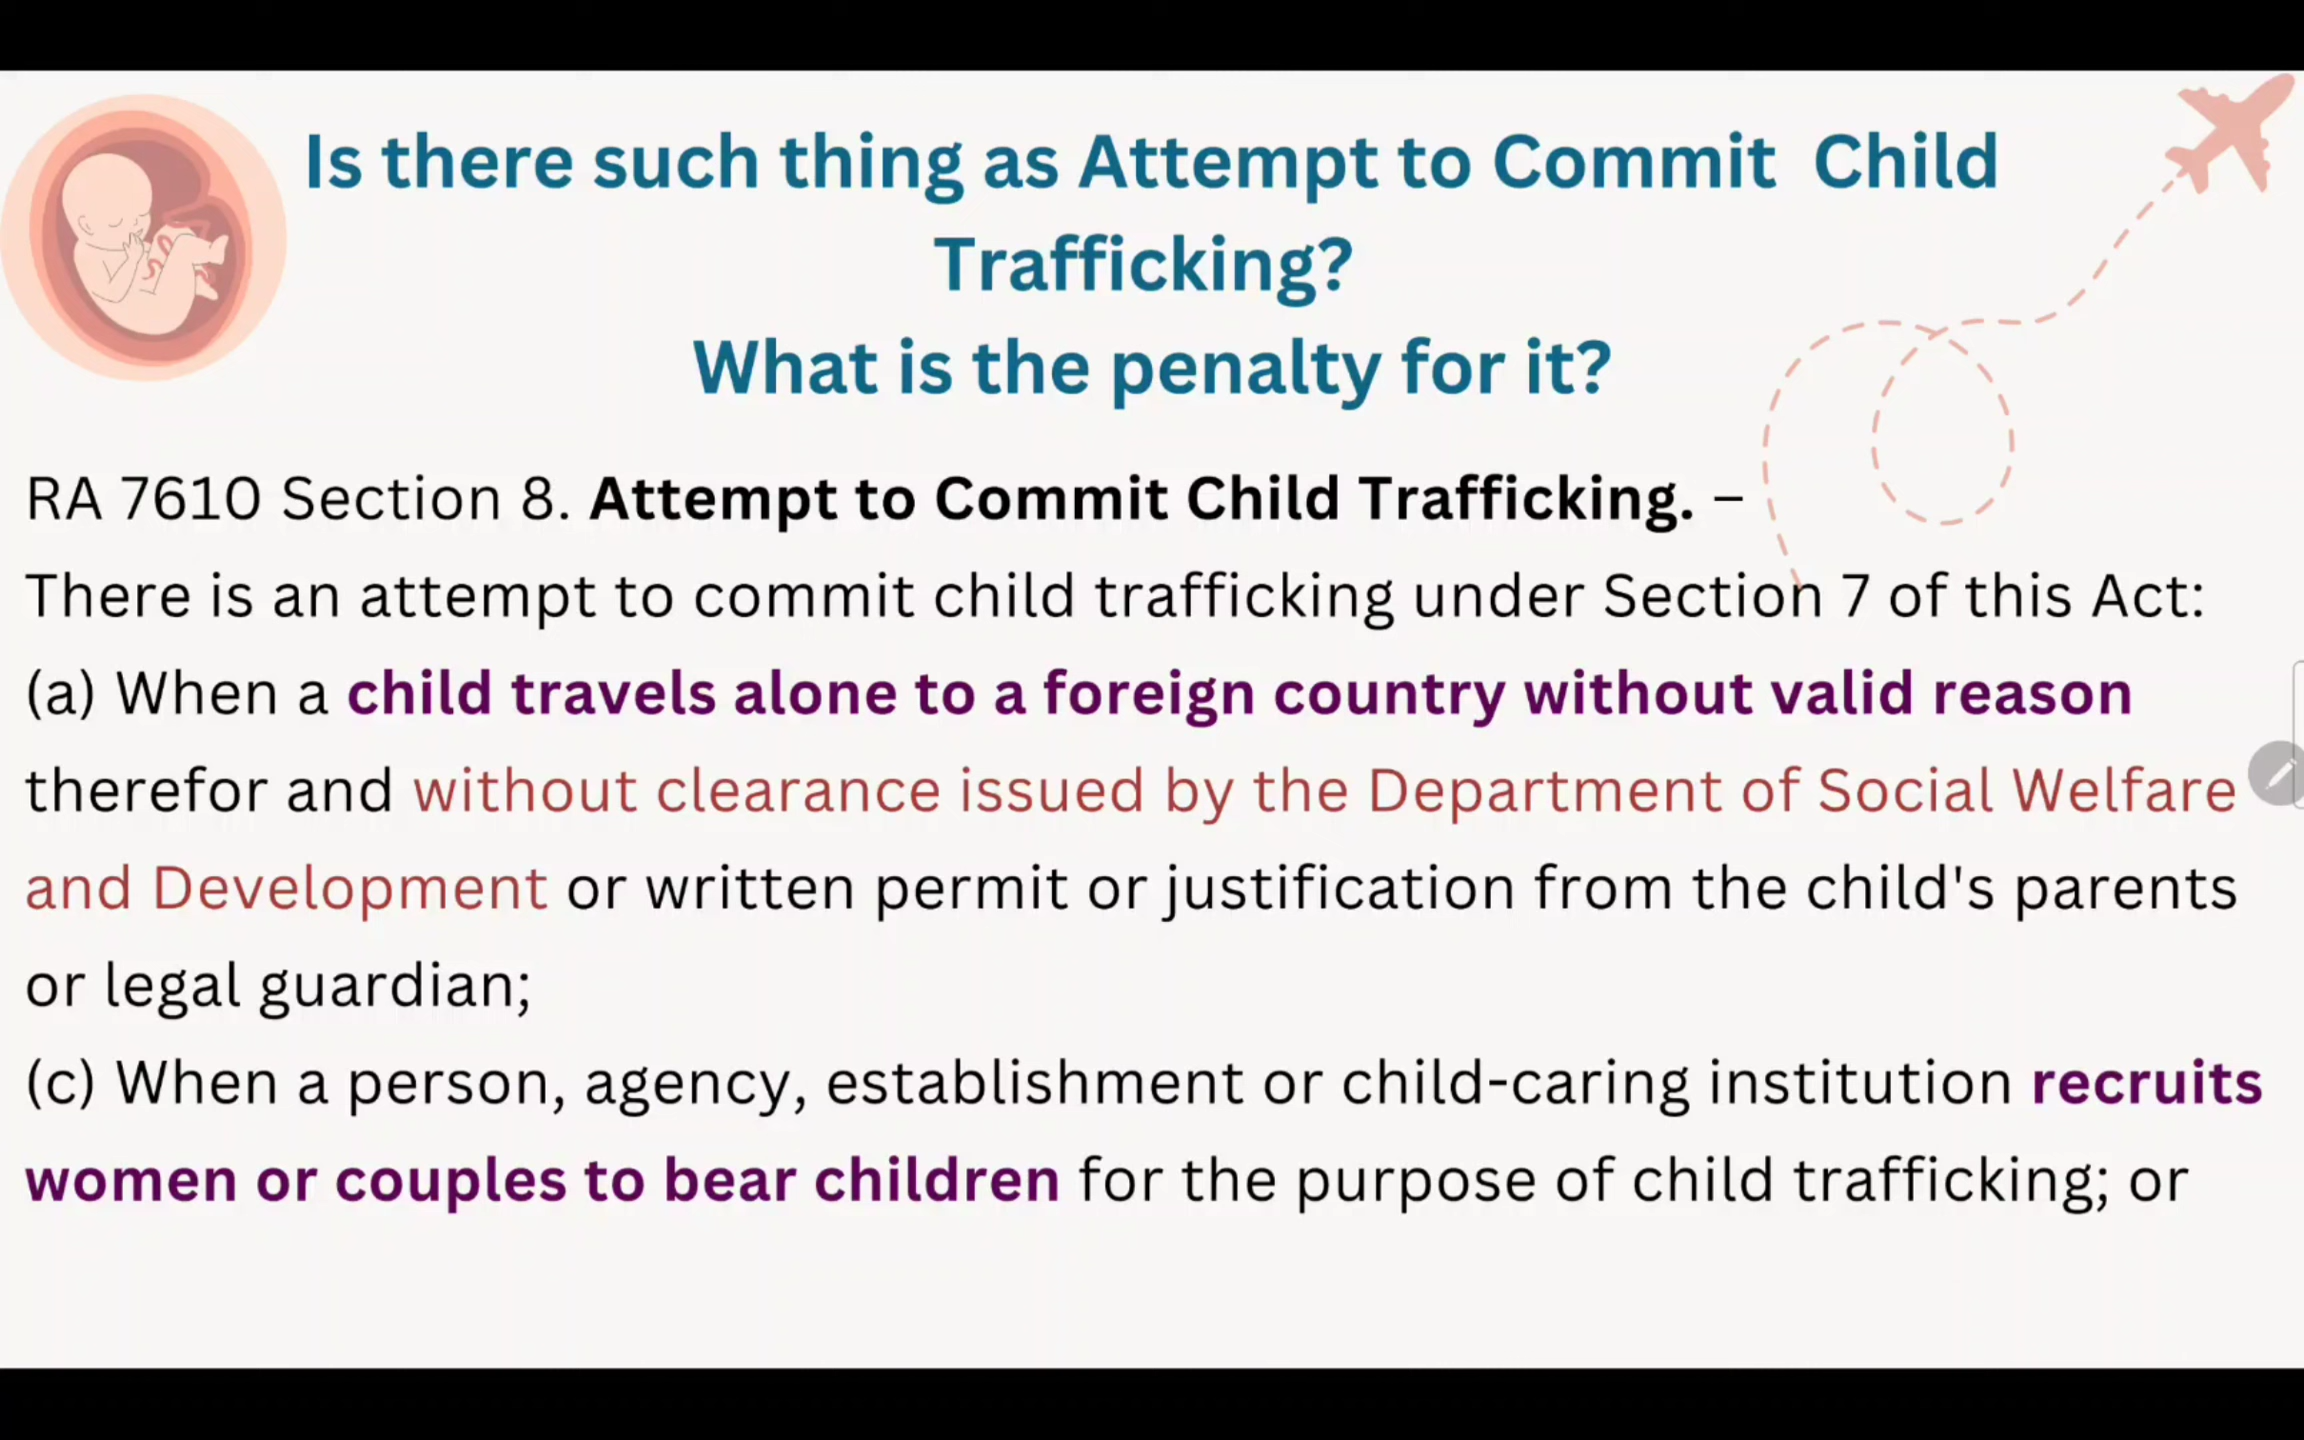 Is there such thing as Attempt to Commit Child
Trafficking?
What is the penalty for it?
RA 7610 Section 8. Attempt to Commit Child Trafficking. –
There is an attempt to commit child trafficking under Section 7 of this Act:
(a) When a child travels alone to a foreign country without valid reason
therefor and without clearance issued by the Department of Social Welfare
and Development or written permit or justification from the child's parents
or legal guardian;
(c) When a person, agency, establishment or child-caring institution recruits
women or couples to bear children for the purpose of child trafficking; or